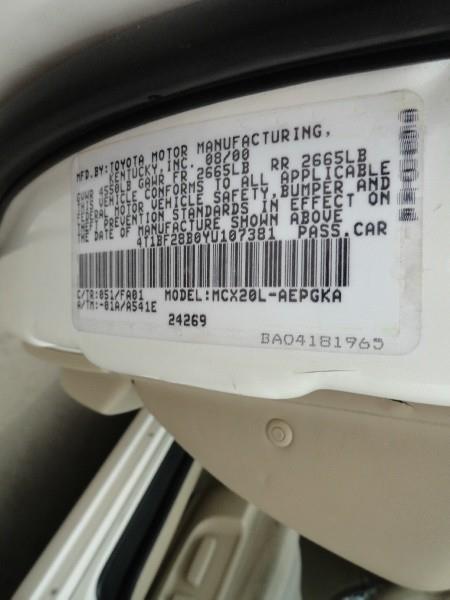 MFD.BY:TOYOTA MOTOR MANUFACTURING,
KENTUCKY, INC. 08/00
GVWR 4550LB GAWR FR 2665LB RR 2665LB
THIS VEHICLE CONFORMS TO ALL APPLICABLE
FEDERAL MOTOR VEHICLE SAFETY, BUMPER AND
THEFT PREVENTION STANDARDS IN EFFECT ON
THE DATE OF MANUFACTURE SHOWN ABOVE
4T1BF28B0YU107381 PASS.CAR
C/TR:051/FA01 MODEL:MCX20L-AEPGKA
A/TM:-01A/A541E
24269
BA04181965